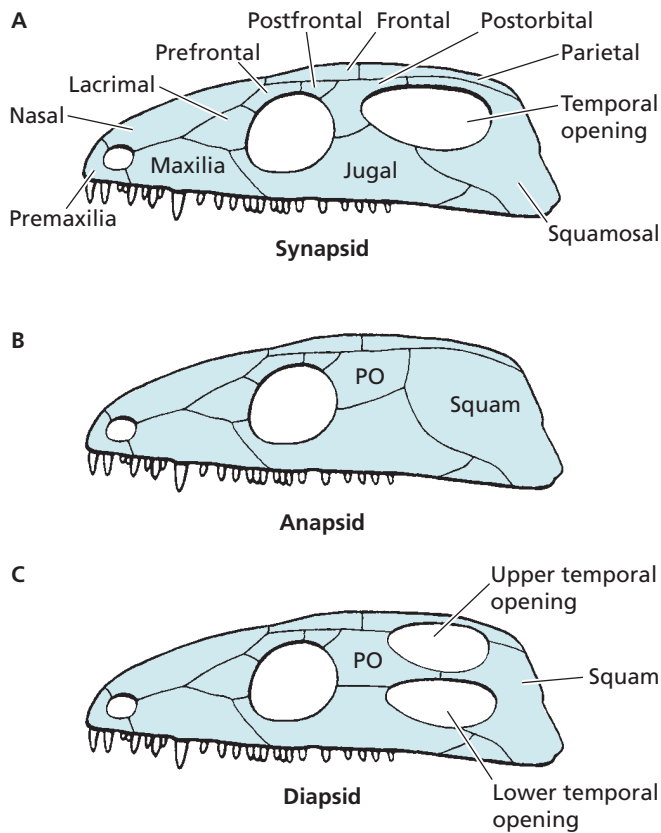 A
Postfrontal Frontal Postorbital
Prefrontal Parietal
Lacrimal Temporal
opening
Nasal
Maxilia Jugal
Premaxilia
Squamosal
Synapsid
B
PO
Squam
Anapsid
C
Upper temporal
opening
PO
Squam
Lower temporal
opening
Diapsid